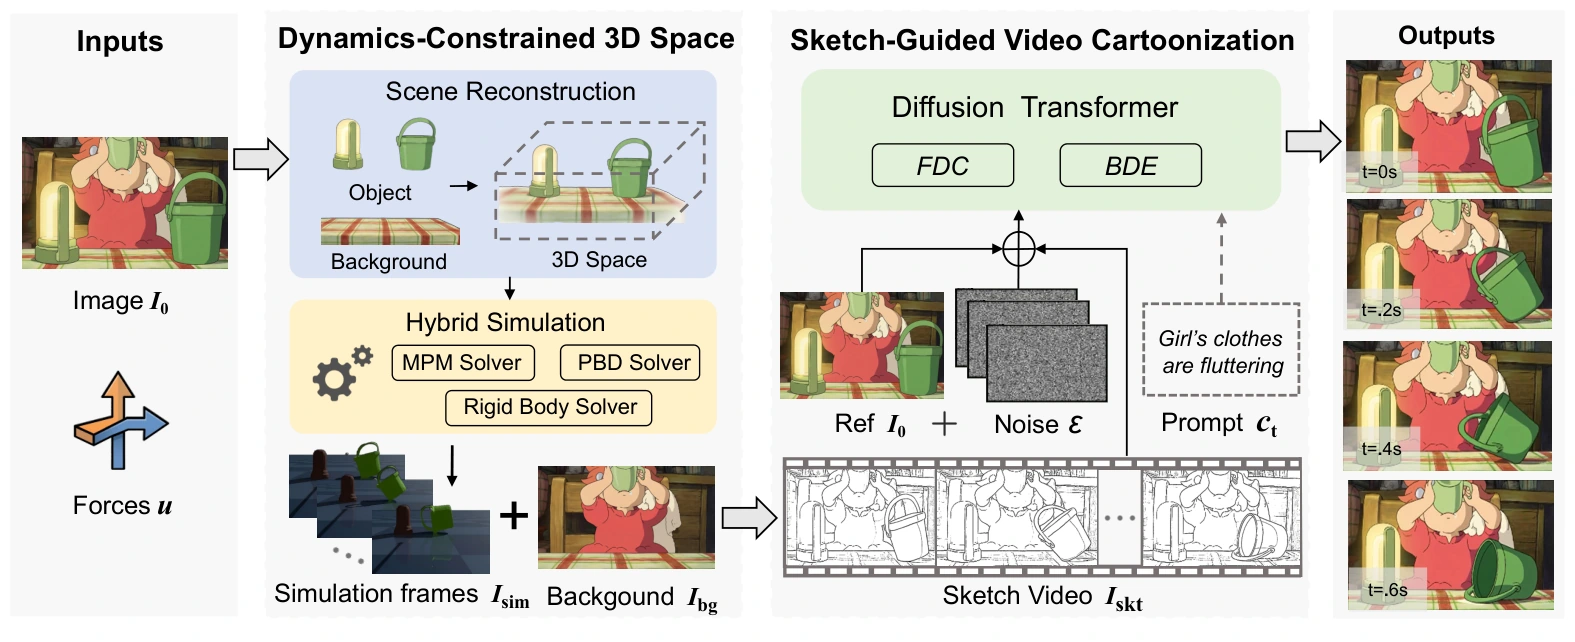 Inputs
Image I0
Forces u
Dynamics-Constrained 3D Space
Scene Reconstruction
Object
Background
3D Space
Hybrid Simulation
MPM Solver
PBD Solver
Rigid Body Solver
Simulation frames Isim
Backgound Ibg
Sketch-Guided Video Cartoonization
Diffusion Transformer
FDC
BDE
Ref I0 + Noise ε
Girl's clothes
are fluttering
Prompt ct
Sketch Video Iskt
Outputs
t=0s
t=.2s
t=.4s
t=.6s